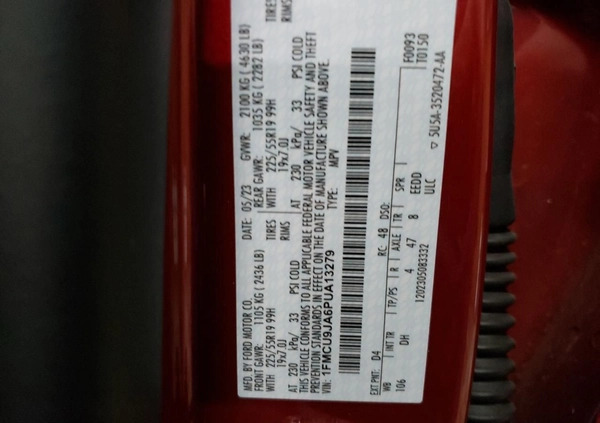 MFD. BY FORD MOTOR CO.
DATE: 05/23 GVWR: 2100 KG ( 4630 LB)
FRONT GAWR: 1105 KG ( 2436 LB) REAR GAWR: 1035 KG ( 2282 LB)
WITH 225/55R19 99H TIRES WITH 225/55R19 99H TIRES
19x7.0J RIMS 19x7.0J RIMS
AT 230 kPa/ 33 PSI COLD AT 230 kPa/ 33 PSI COLD
THIS VEHICLE CONFORMS TO ALL APPLICABLE FEDERAL MOTOR VEHICLE SAFETY AND THEFT
PREVENTION STANDARDS IN EFFECT ON THE DATE OF MANUFACTURE SHOWN ABOVE.
VIN: 1FMCU9JA6PUA13279 TYPE: MPV
F0093
T0150
EXT PNT: D4 RC: 48 DSO:
WB INT TR TP/PS R AXLE TR SPR
106 DH 4 47 8 EEDD
ULC
1202305083332 ▽ 5U5A-3520472-AA